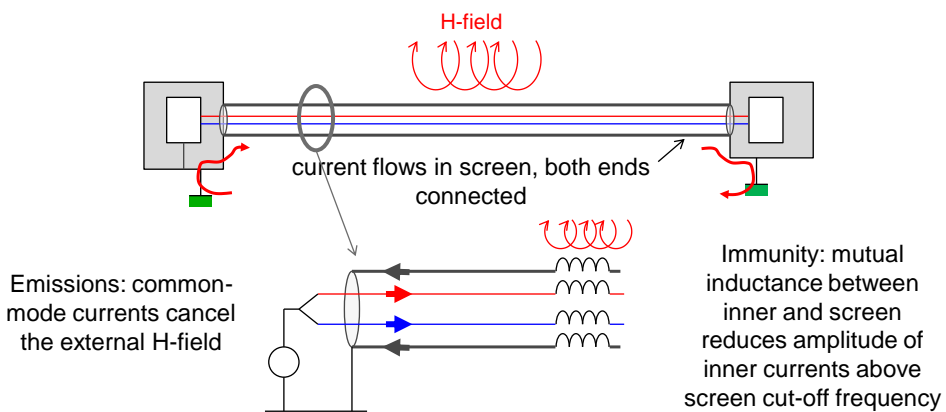 H-field
current flows in screen, both ends
connected
Emissions: common-
mode currents cancel
the external H-field
Immunity: mutual
inductance between
inner and screen
reduces amplitude of
inner currents above
screen cut-off frequency